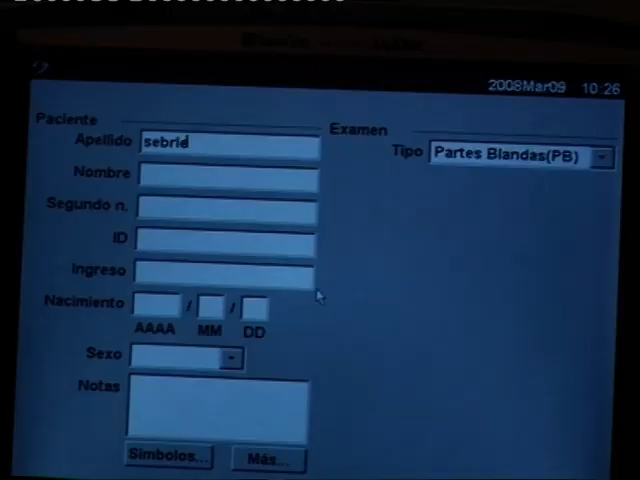 2008Mar09 10:26
Paciente
Examen
Apellido sebrie
Tipo Partes Blandas(PB)
Nombre
Segundo n.
ID
Ingreso
Nacimiento / /
AAAA MM DD
Sexo
Notas
Símbolos... Más...